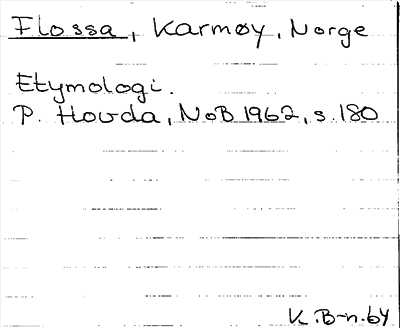 Flossa, Karmøy, Norge
Etymologi.
P. Hovda, NoB 1962, s. 180
K. B-n. 64